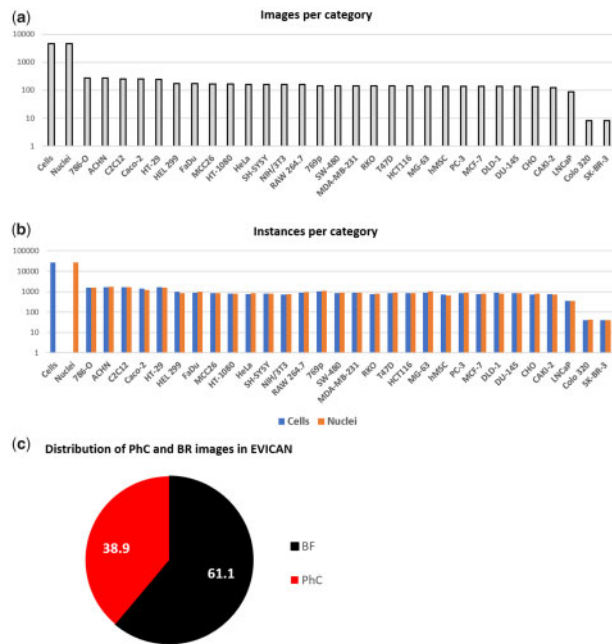 (a) Images per category
10000
1000
100
10
1
Cells Nuclei 786-O ACHN C2C12 Caco-2 HT-29 HEL 299 FaDu MCC26 HT-1080 HeLa SH-SY5Y NIH/3T3 RAW 264.7 769p SW-480 MDA-MB-231 RKO T47D HCT116 MG-63 hMSC PC-3 MCF-7 DLD-1 DU-145 CHO CAKI-2 LNCaP Colo 320 SK-BR-3
(b) Instances per category
100000
10000
1000
100
10
1
Cells Nuclei 786-O ACHN C2C12 Caco-2 HT-29 HEL 299 FaDu MCC26 HT-1080 HeLa SH-SY5Y NIH/3T3 RAW 264.7 769p SW-480 MDA-MB-231 RKO T47D HCT116 MG-63 hMSC PC-3 MCF-7 DLD-1 DU-145 CHO CAKI-2 LNCaP Colo 320 SK-BR-3
Cells Nuclei
(c) Distribution of PhC and BR images in EVICAN
38.9
61.1
BF
PhC